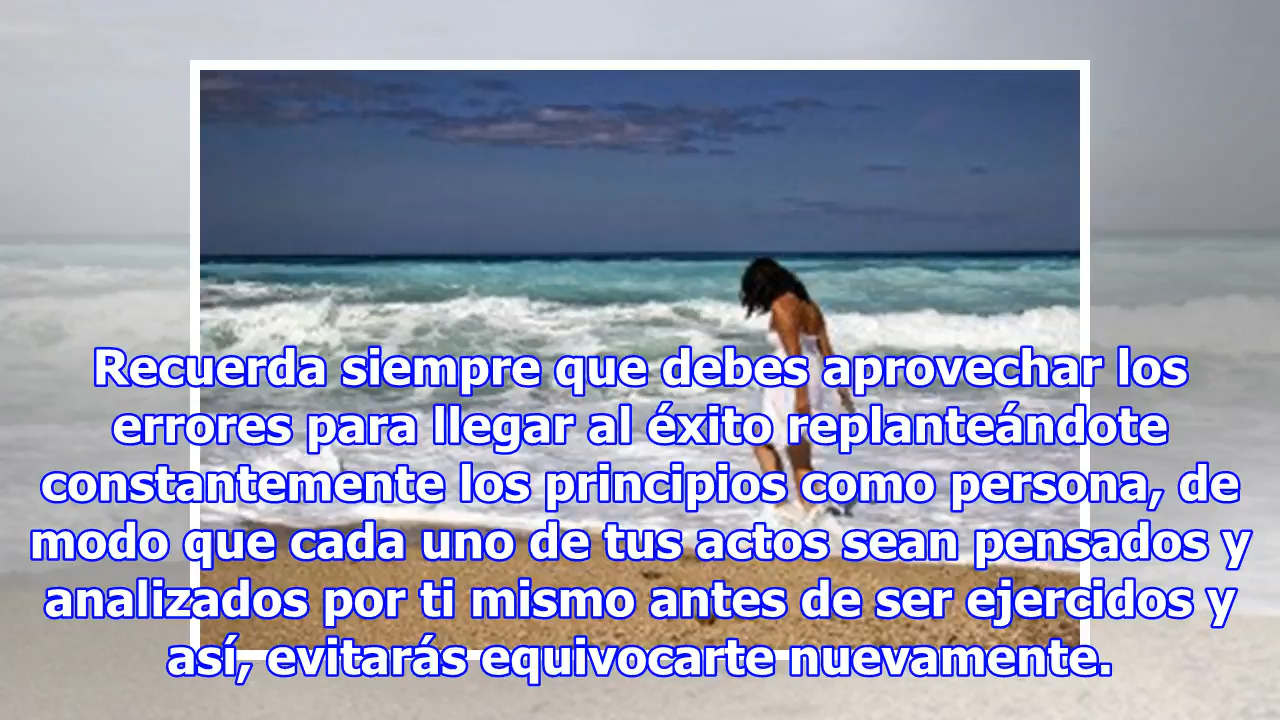 Recuerda siempre que debes aprovechar los
errores para llegar al éxito replanteándote
constantemente los principios como persona, de
modo que cada uno de tus actos sean pensados y
analizados por ti mismo antes de ser ejercidos y
así, evitarás equivocarte nuevamente.